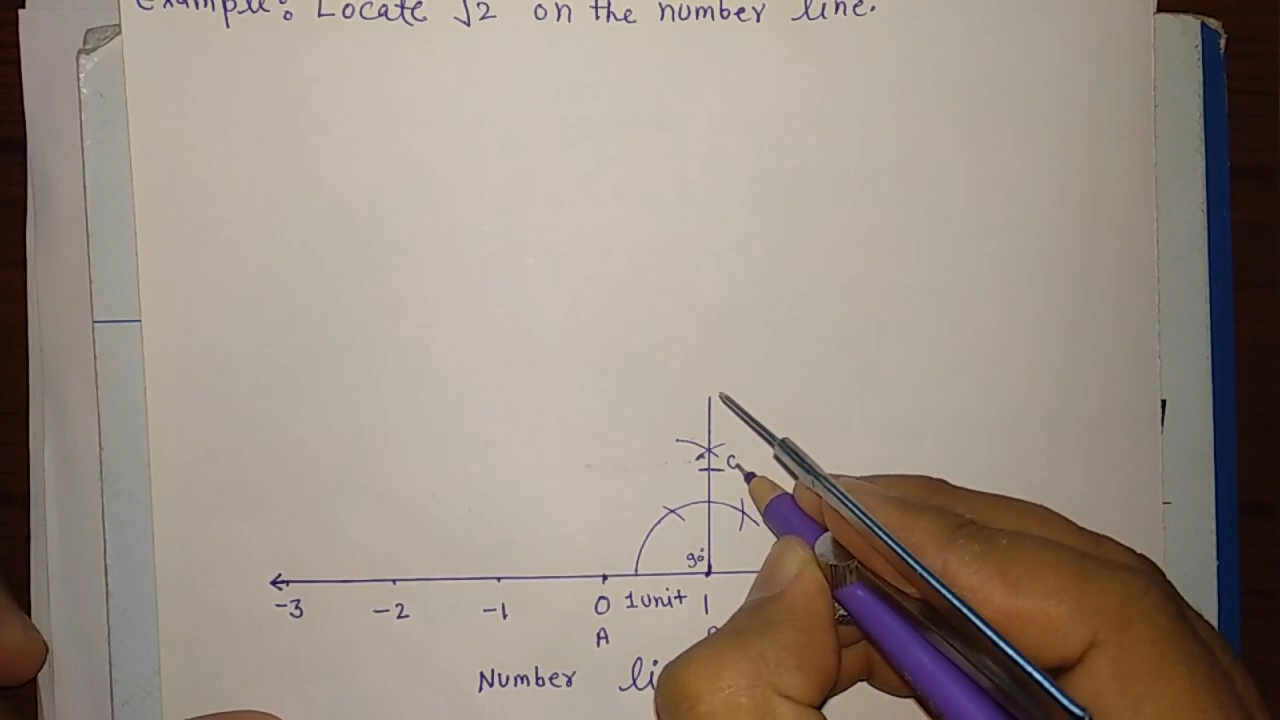 Example: Locate √2 on the number line.
C
90°
-3 -2 -1 0 1unit 1
A
Number